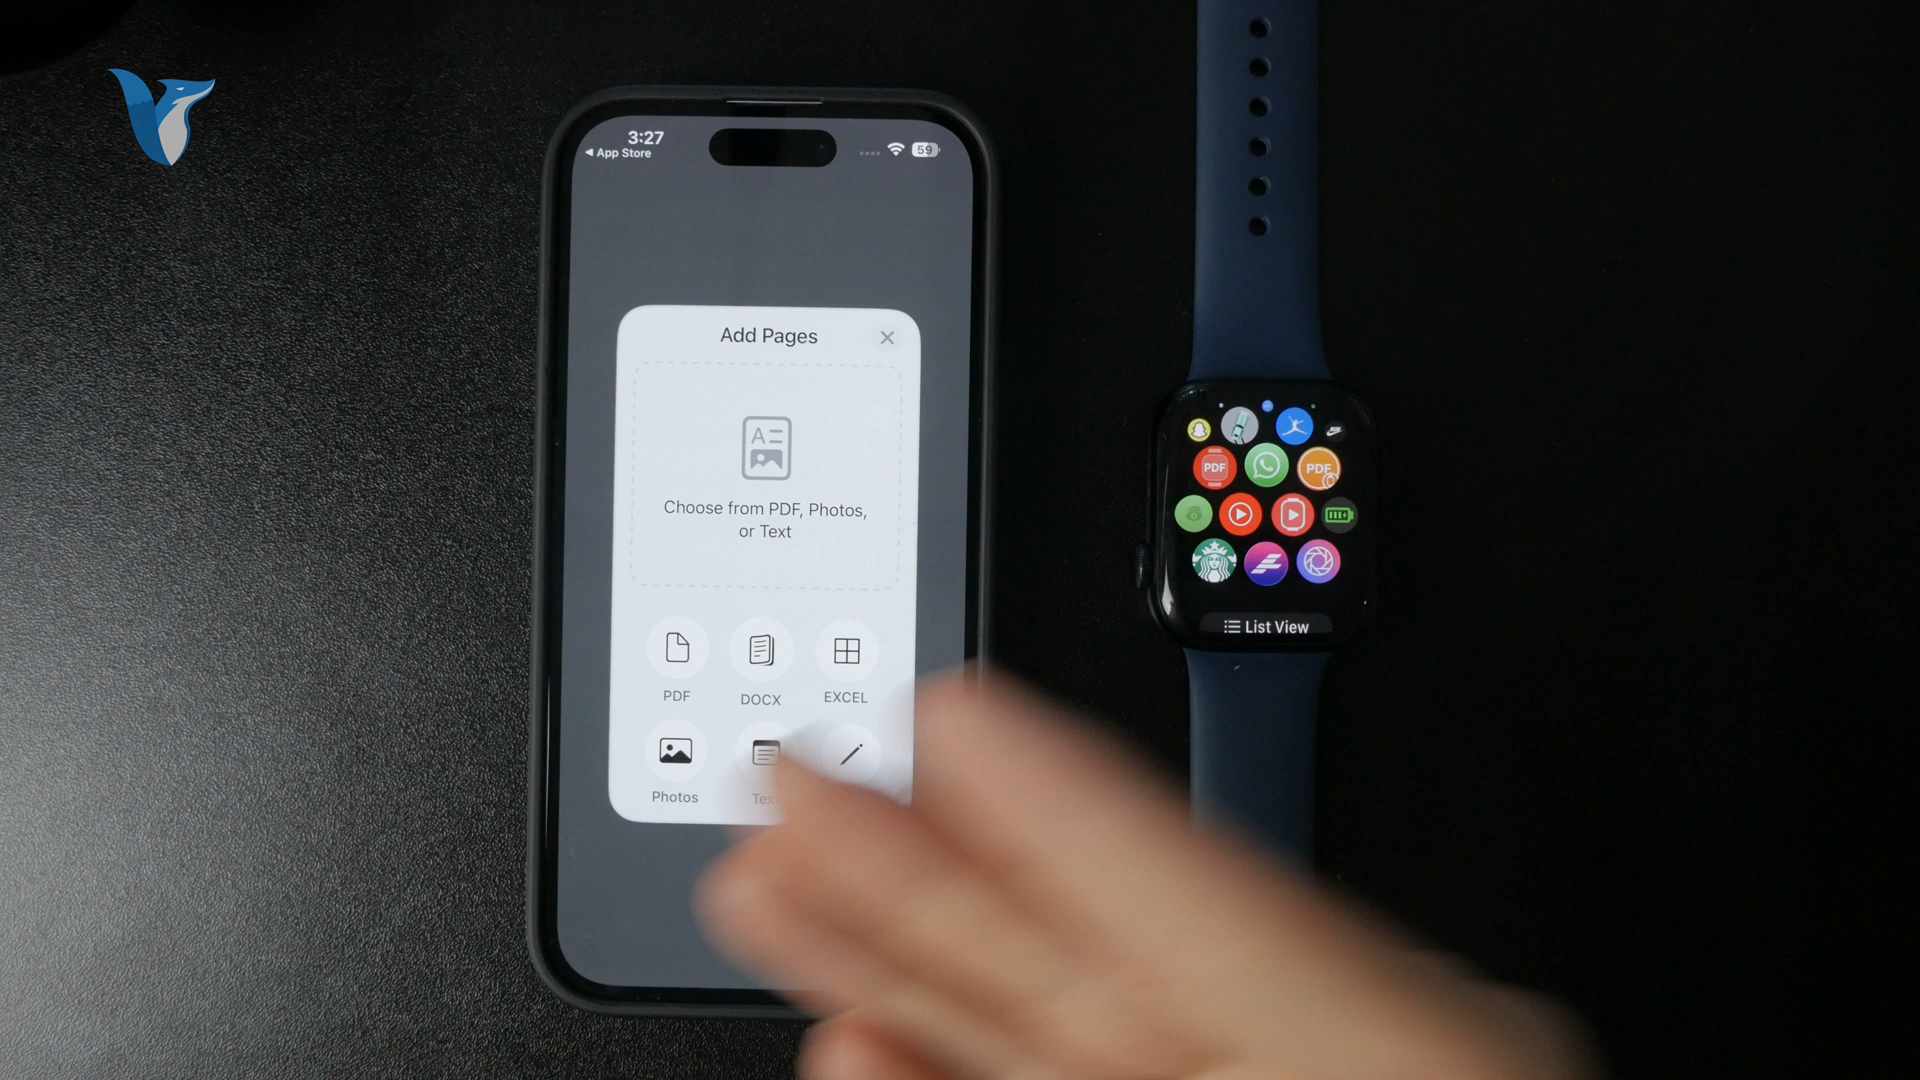 3:27
◀ App Store
59
Add Pages
Choose from PDF, Photos,
or Text
PDF
DOCX
EXCEL
Photos
Text
PDF
PDF
List View